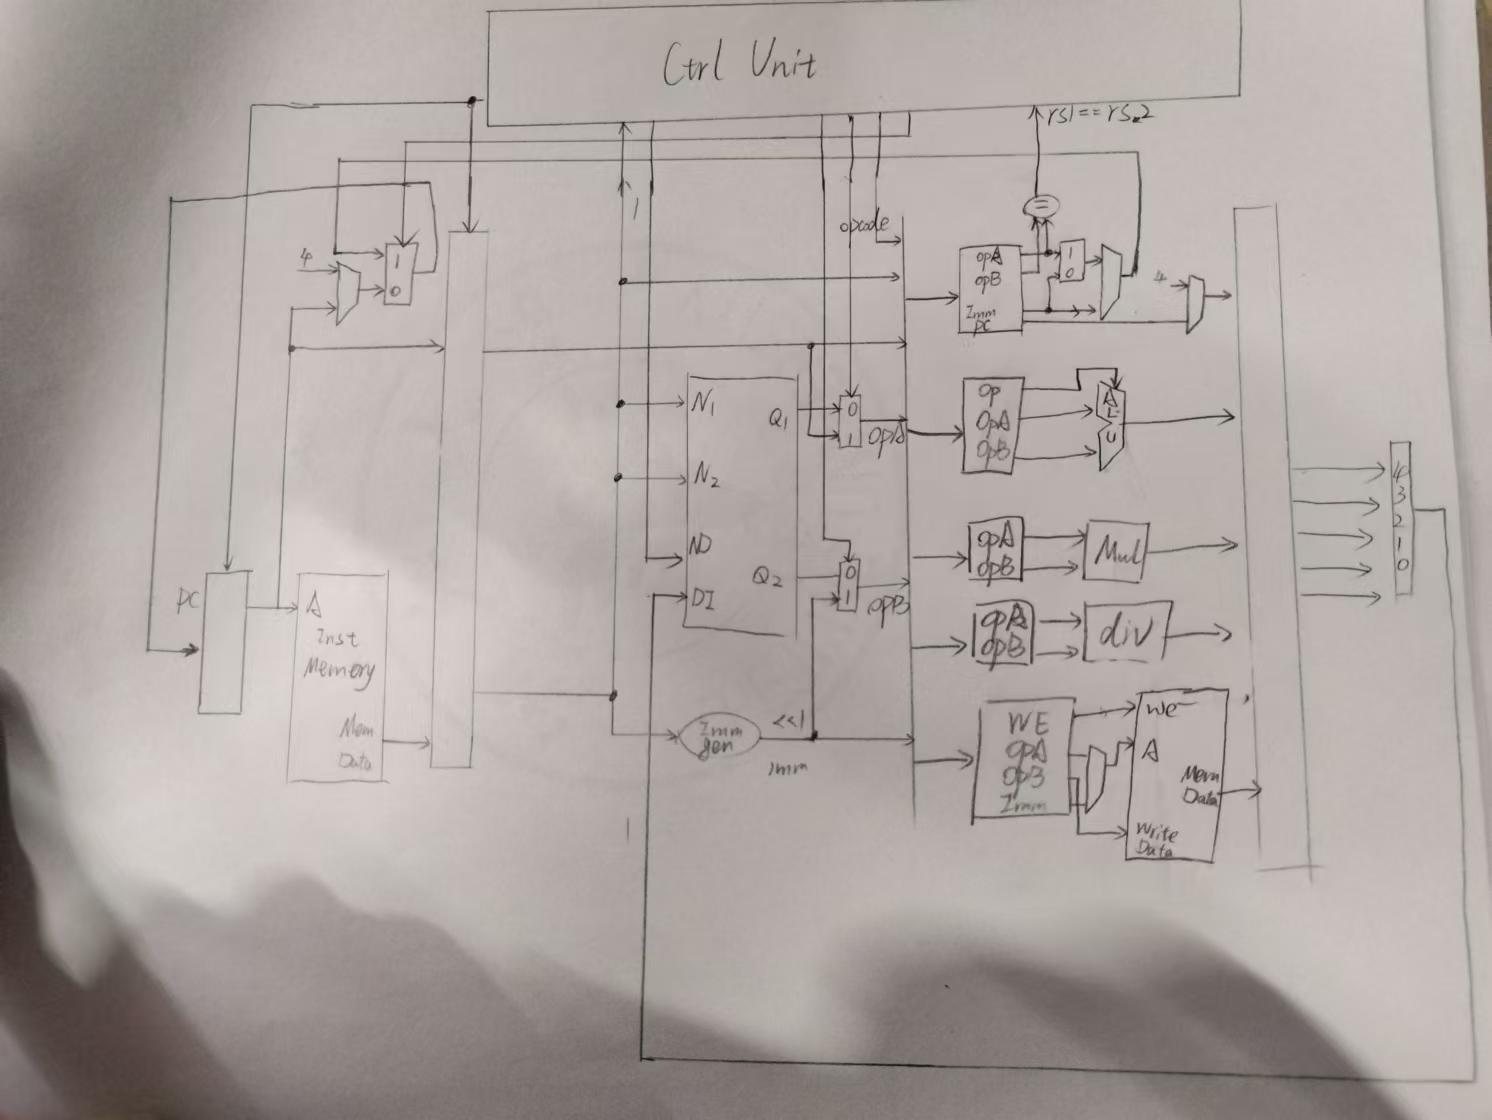 Ctrl Unit
rs1==rs2
opcode
4
1
0
PC
A
Inst
Memory
Mem
Data
N1
N2
ND
DI
Q1
Q2
0
1
opA
0
1
opB
Imm
gen
<<1
Imm
=
opA
opB
Imm
PC
1
0
4
Op
OpA
OpB
ALU
opA
opB
Mul
opA
opB
div
WE
opA
OpB
Imm
We
A
Mem
Data
Write
Data
4
3
2
1
0